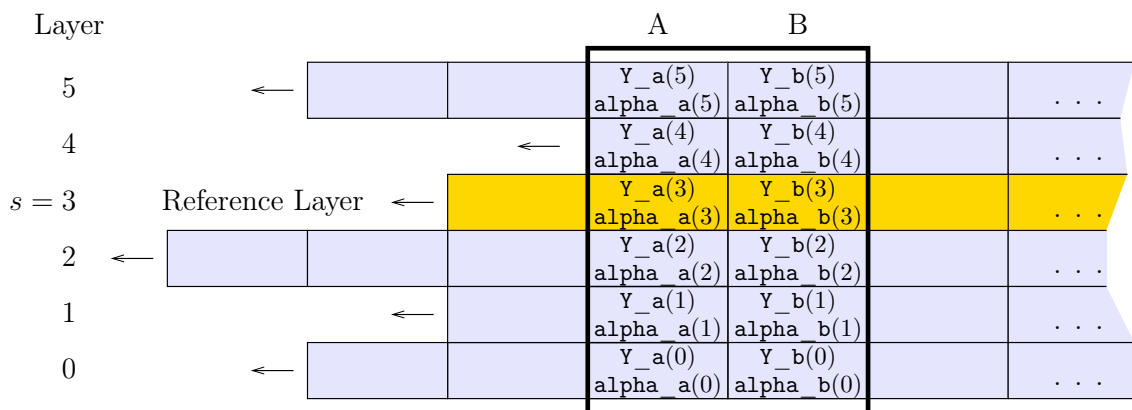 Layer A B
5 Y_a(5) Y_b(5)
alpha_a(5) alpha_b(5) . . .
4 Y_a(4) Y_b(4)
alpha_a(4) alpha_b(4) . . .
s = 3 Reference Layer Y_a(3) Y_b(3)
alpha_a(3) alpha_b(3) . . .
2 Y_a(2) Y_b(2)
alpha_a(2) alpha_b(2) . . .
1 Y_a(1) Y_b(1)
alpha_a(1) alpha_b(1) . . .
0 Y_a(0) Y_b(0)
alpha_a(0) alpha_b(0) . . .